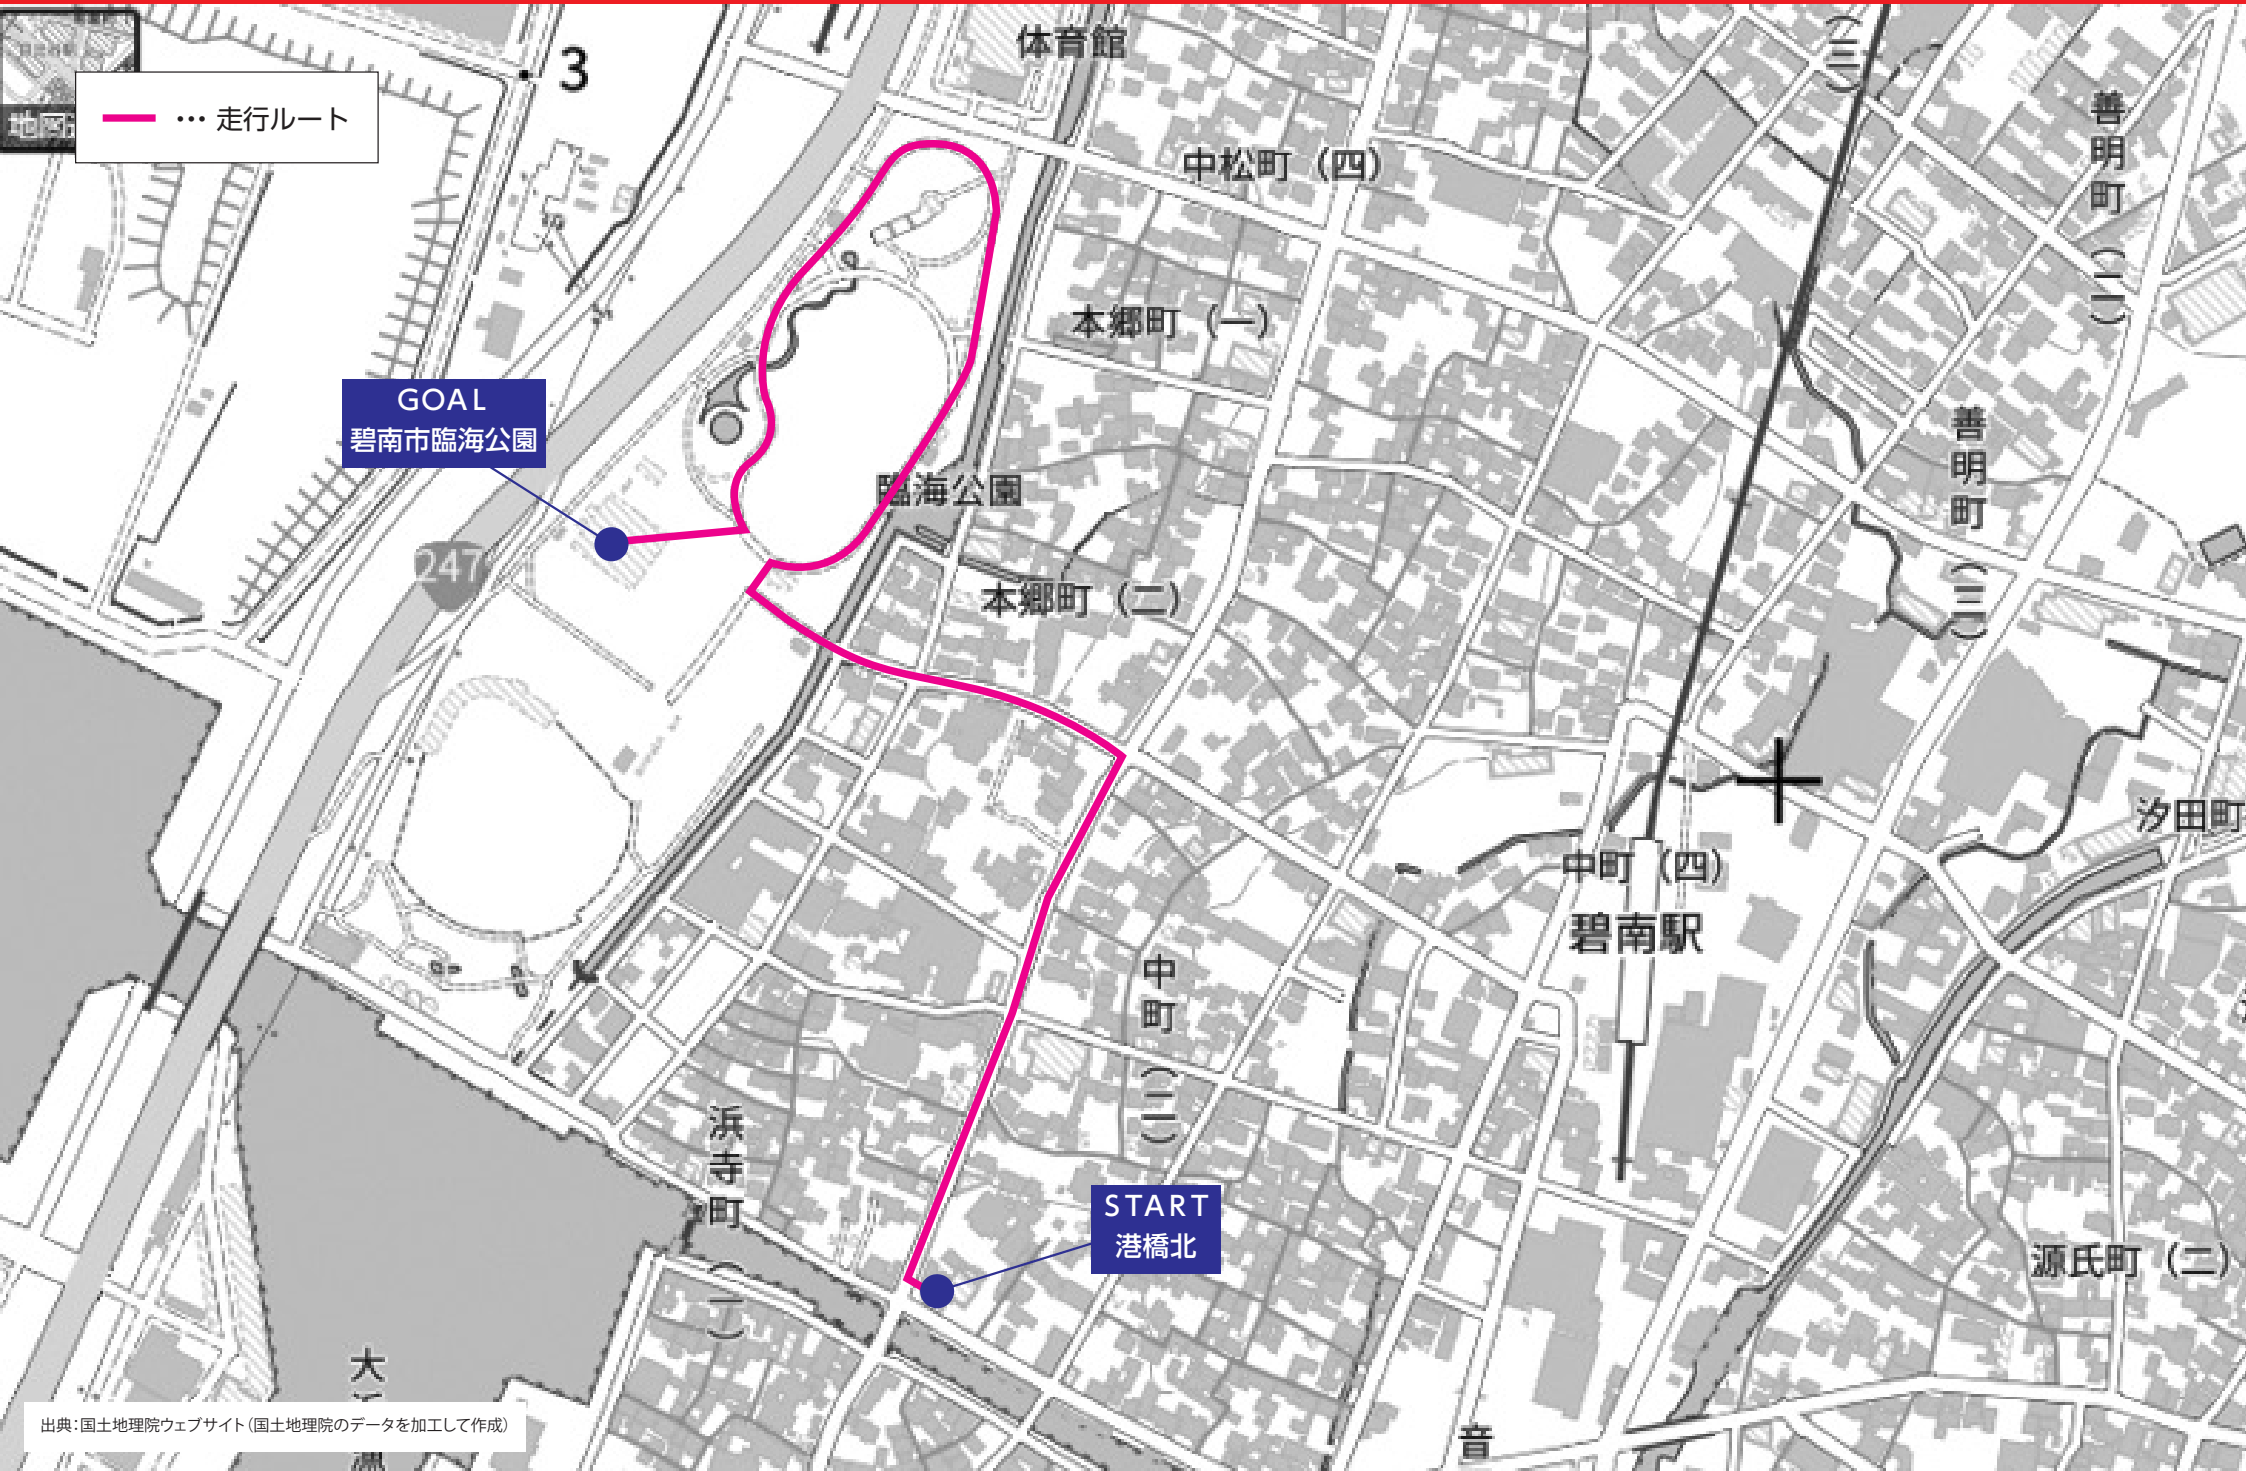 体育館
3
… 走行ルート
(三)
善明町(二)
中松町(四)
本郷町(一)
GOAL
碧南市臨海公園
善明町(三)
臨海公園
247
本郷町(二)
汐田町
中町(四)
碧南駅
中町(二)
浜寺町(一)
START
港橋北
源氏町(二)
大
音
出典:国土地理院ウェブサイト(国土地理院のデータを加工して作成)